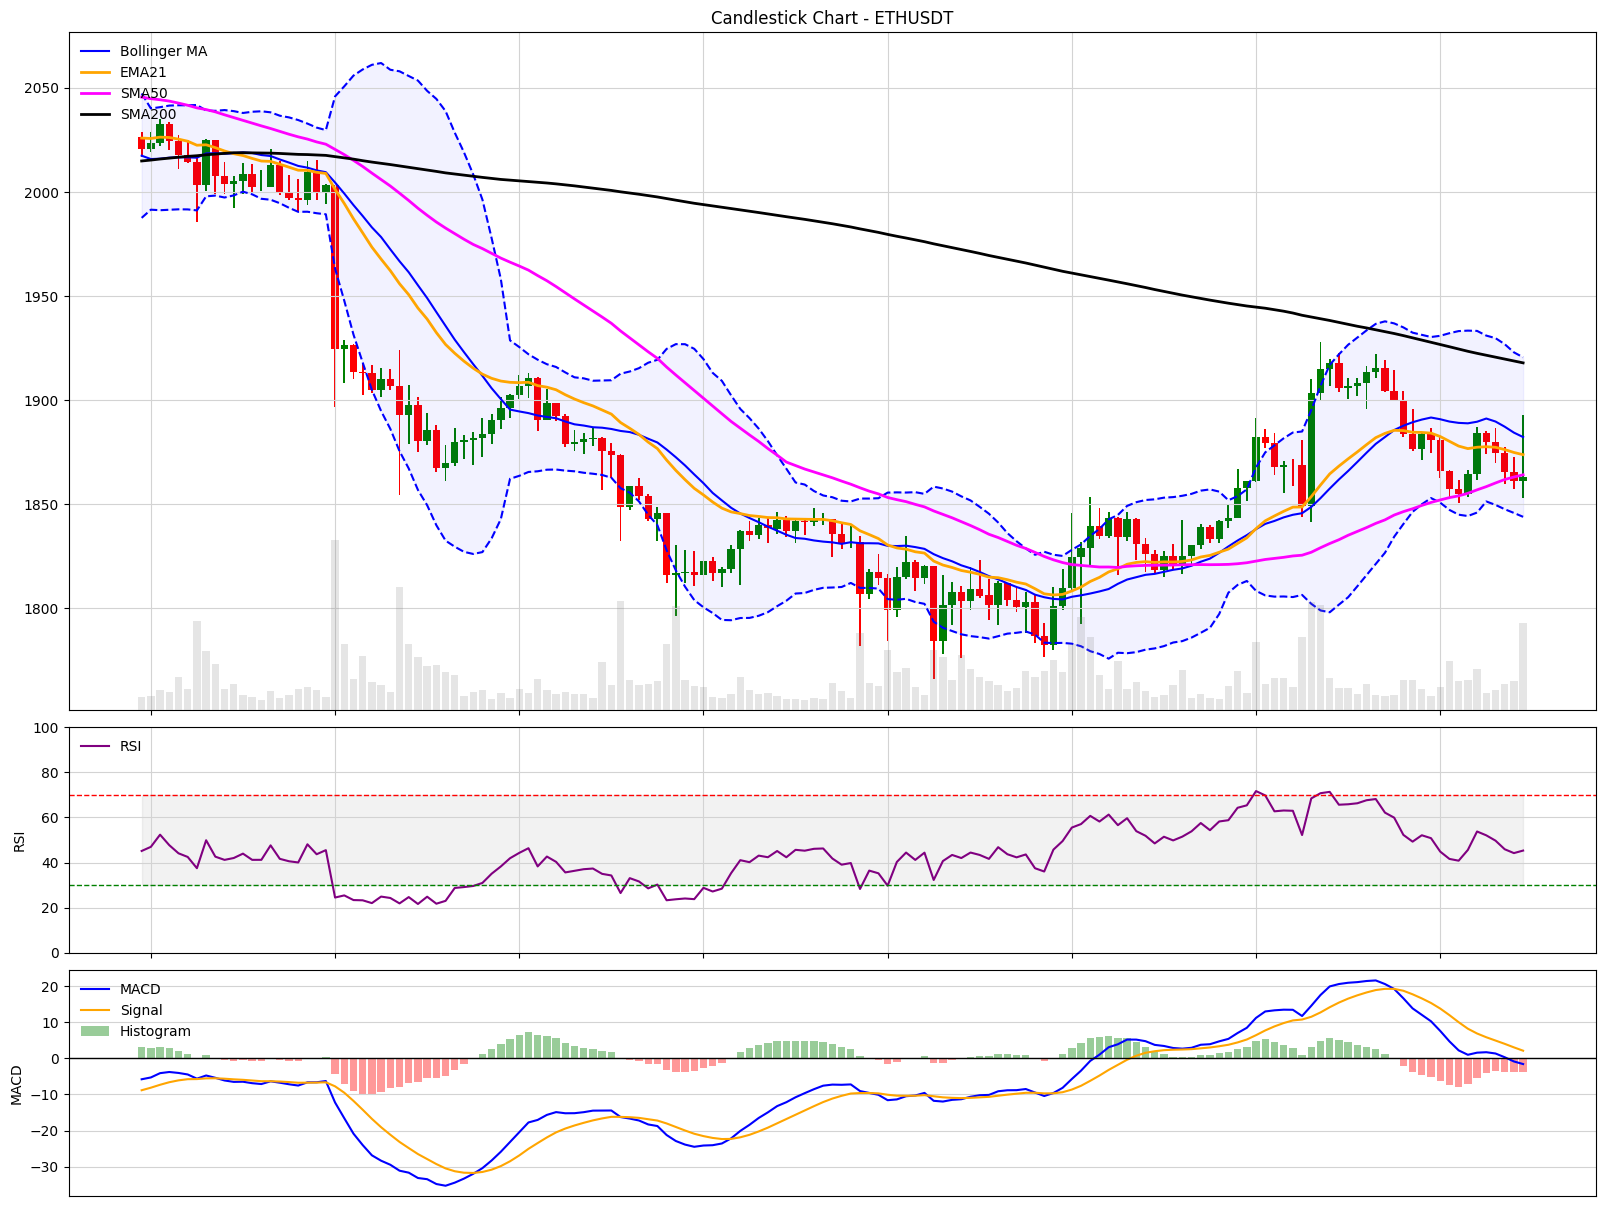 Candlestick Chart - ETHUSDT
Bollinger MA
EMA21
SMA50
SMA200
2050
2000
1950
1900
1850
1800
RSI
100
80
60
40
20
0
RSI
MACD
Signal
Histogram
20
10
0
−10
−20
−30
MACD